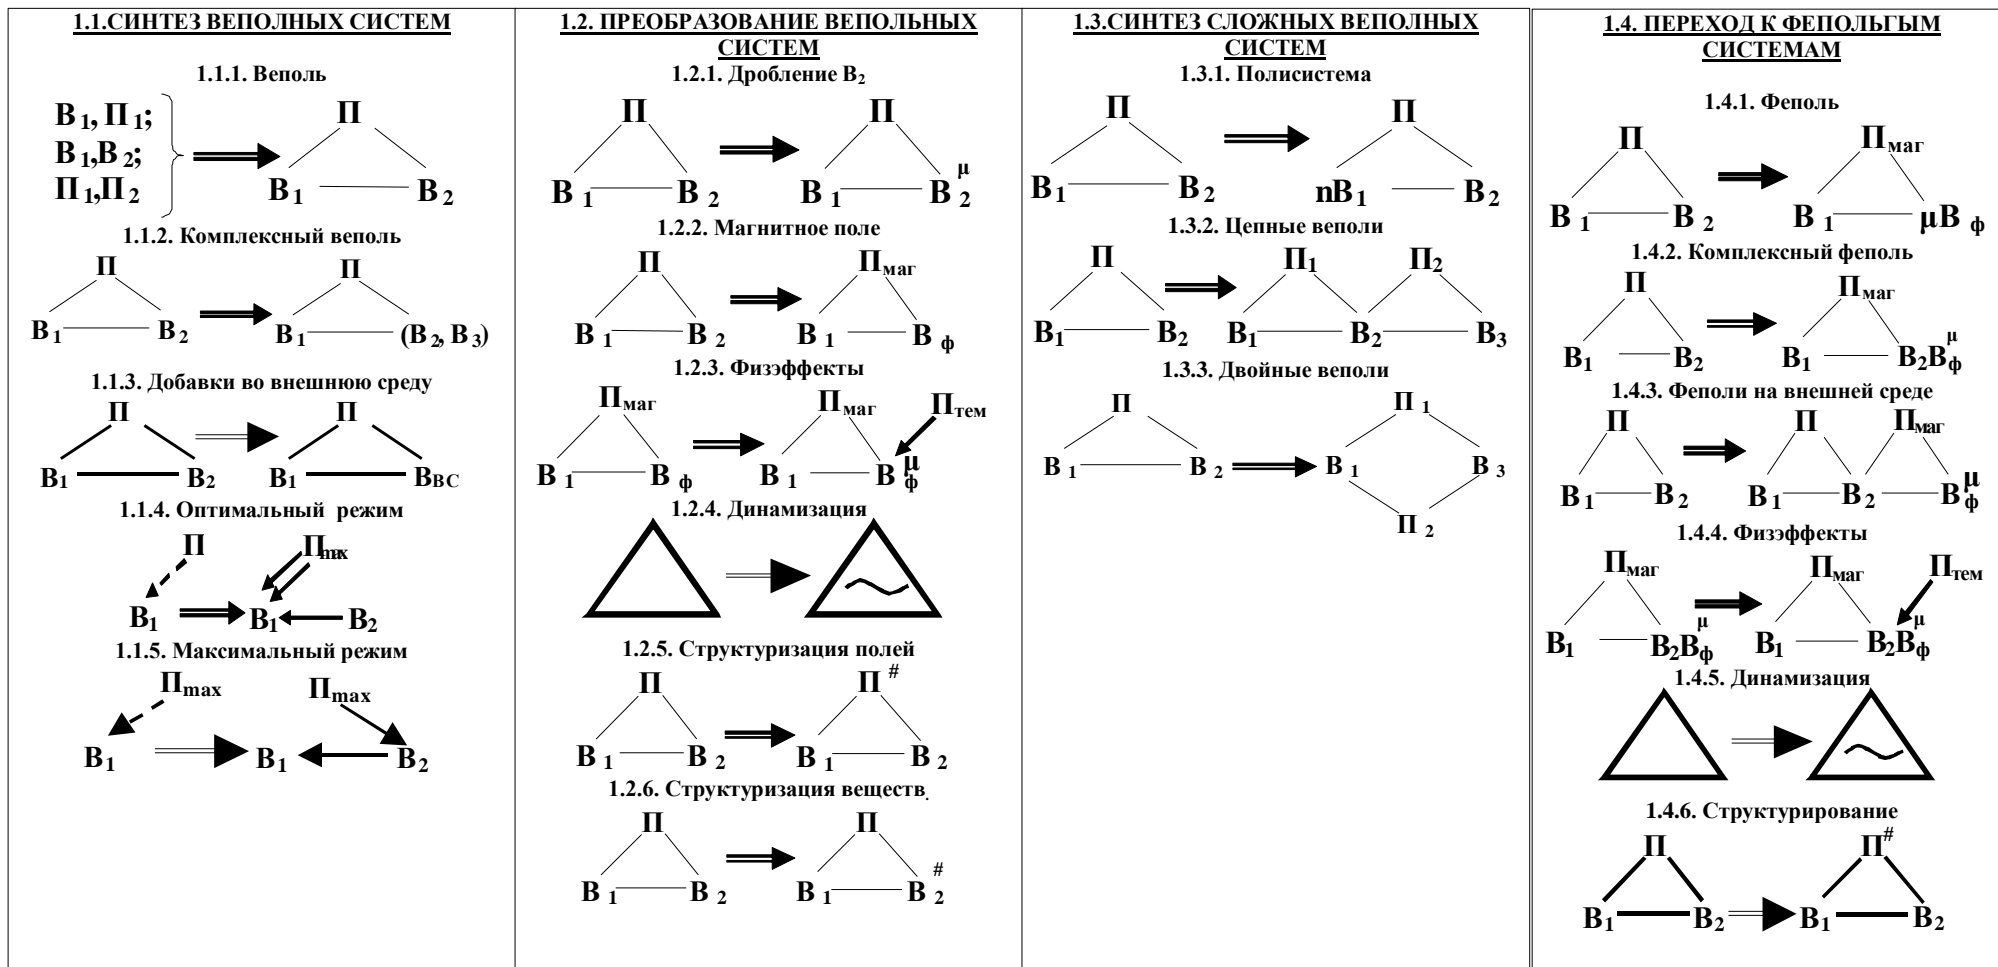 1.1.СИНТЕЗ ВЕПОЛНЫХ СИСТЕМ
1.1.1. Веполь
В1, П1;
В1,В2;
П1,П2
П
В1 В2
1.1.2. Комплексный веполь
П П
В1 В2 В1 (В2, В3)
1.1.3. Добавки во внешнюю среду
П П
В1 В2 В1 ВВС
1.1.4. Оптимальный режим
П Пmax
В1 В1 В2
1.1.5. Максимальный режим
Пmax Пmax
В1 В1 В2
1.2. ПРЕОБРАЗОВАНИЕ ВЕПОЛЬНЫХ
СИСТЕМ
1.2.1. Дробление В2
П П
В1 В2 В1 В2 μ
1.2.2. Магнитное поле
П Пмаг
В1 В2 В1 Вф
1.2.3. Физэффекты
Пмаг Пмаг Птем
В1 Вф В1 Вф μ
1.2.4. Динамизация
1.2.5. Структуризация полей
П П#
В1 В2 В1 В2
1.2.6. Структуризация веществ.
П П
В1 В2 В1 В2 #
1.3.СИНТЕЗ СЛОЖНЫХ ВЕПОЛНЫХ
СИСТЕМ
1.3.1. Полисистема
П П
В1 В2 nВ1 В2
1.3.2. Цепные веполи
П П1 П2
В1 В2 В1 В2 В3
1.3.3. Двойные веполи
П П1
В1 В2 В1 В3
П2
1.4. ПЕРЕХОД К ФЕПОЛЬГЫМ
СИСТЕМАМ
1.4.1. Феполь
П Пмаг
В1 В2 В1 μВф
1.4.2. Комплексный феполь
П Пмаг
В1 В2 В1 В2Вф μ
1.4.3. Феполи на внешней среде
П П Пмаг
В1 В2 В1 В2 Вф μ
1.4.4. Физэффекты
Пмаг Пмаг Птем
В1 В2Вф μ В1 В2Вф μ
1.4.5. Динамизация
1.4.6. Структурирование
П П#
В1 В2 В1 В2